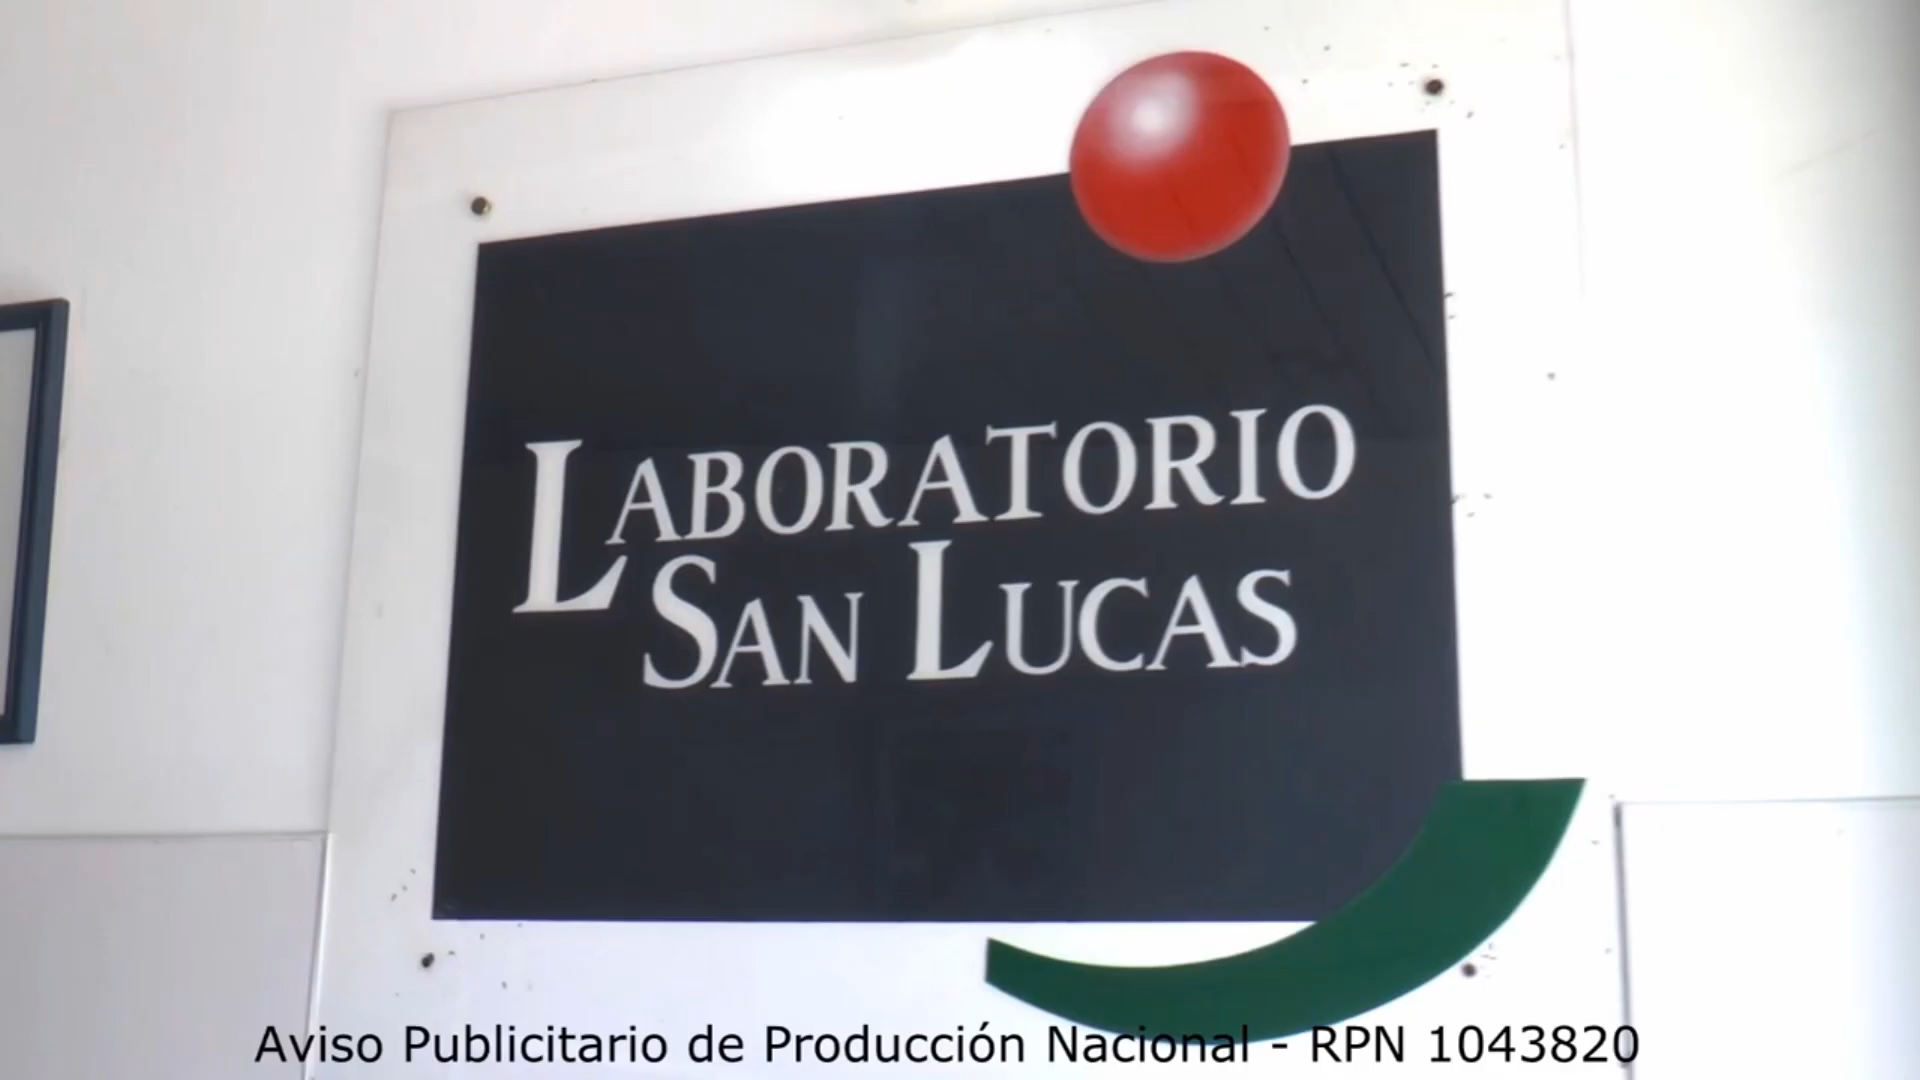 LABORATORIO
SAN LUCAS
Aviso Publicitario de Producción Nacional - RPN 1043820